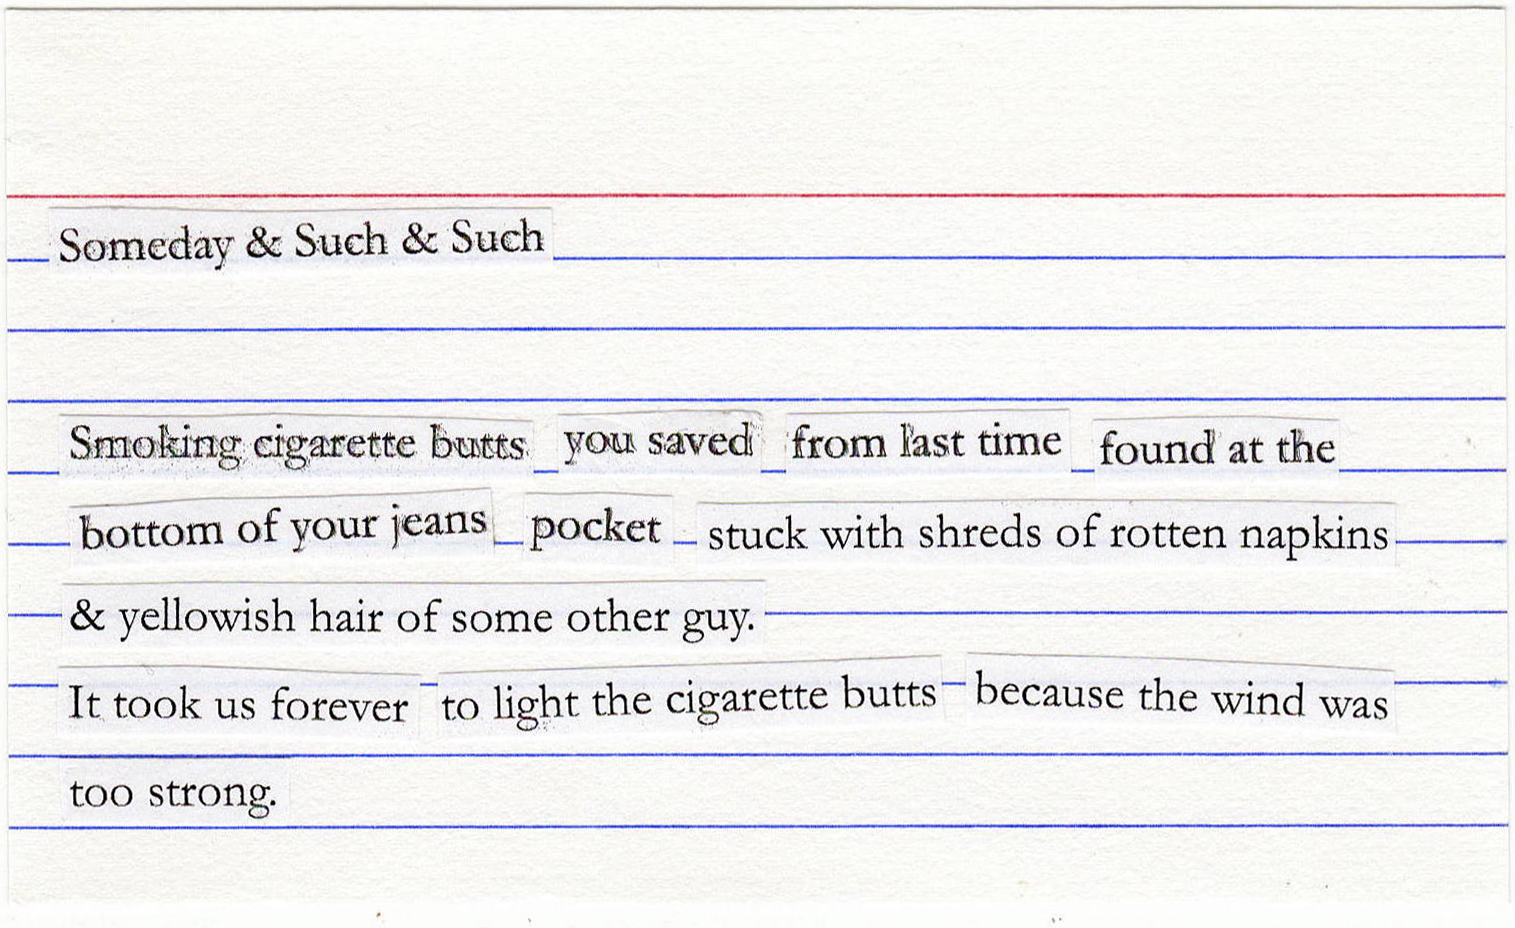 Someday & Such & Such
Smoking cigarette butts you saved from last time found at the
bottom of your jeans pocket stuck with shreds of rotten napkins
& yellowish hair of some other guy.
It took us forever to light the cigarette butts because the wind was
too strong.